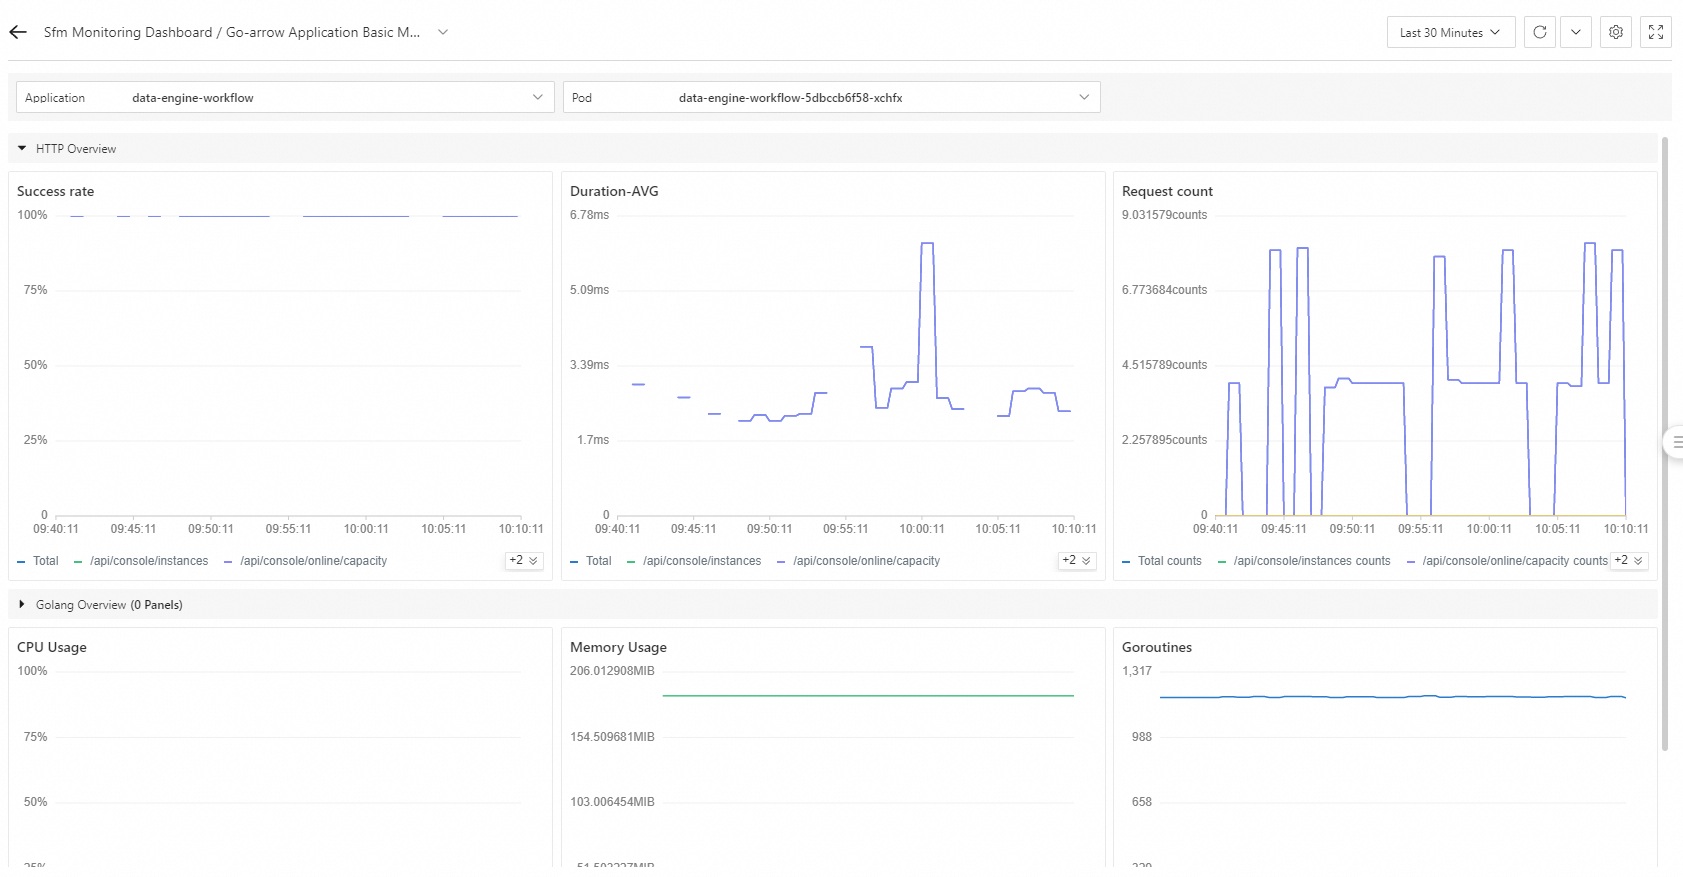 Sfm Monitoring Dashboard / Go-arrow Application Basic M...
Last 30 Minutes
Application data-engine-workflow
Pod data-engine-workflow-5dbccb6f58-xchfx
HTTP Overview
Success rate
100%
75%
50%
25%
0
09:40:11 09:45:11 09:50:11 09:55:11 10:00:11 10:05:11 10:10:11
Total /api/console/instances /api/console/online/capacity +2
Duration-AVG
6.78ms
5.09ms
3.39ms
1.7ms
0
09:40:11 09:45:11 09:50:11 09:55:11 10:00:11 10:05:11 10:10:11
Total /api/console/instances /api/console/online/capacity +2
Request count
9.031579counts
6.773684counts
4.515789counts
2.257895counts
0
09:40:11 09:45:11 09:50:11 09:55:11 10:00:11 10:05:11 10:10:11
Total counts /api/console/instances counts /api/console/online/capacity counts +2
Golang Overview (0 Panels)
CPU Usage
100%
75%
50%
25%
Memory Usage
206.012908MIB
154.509681MIB
103.006454MIB
Goroutines
1,317
988
658